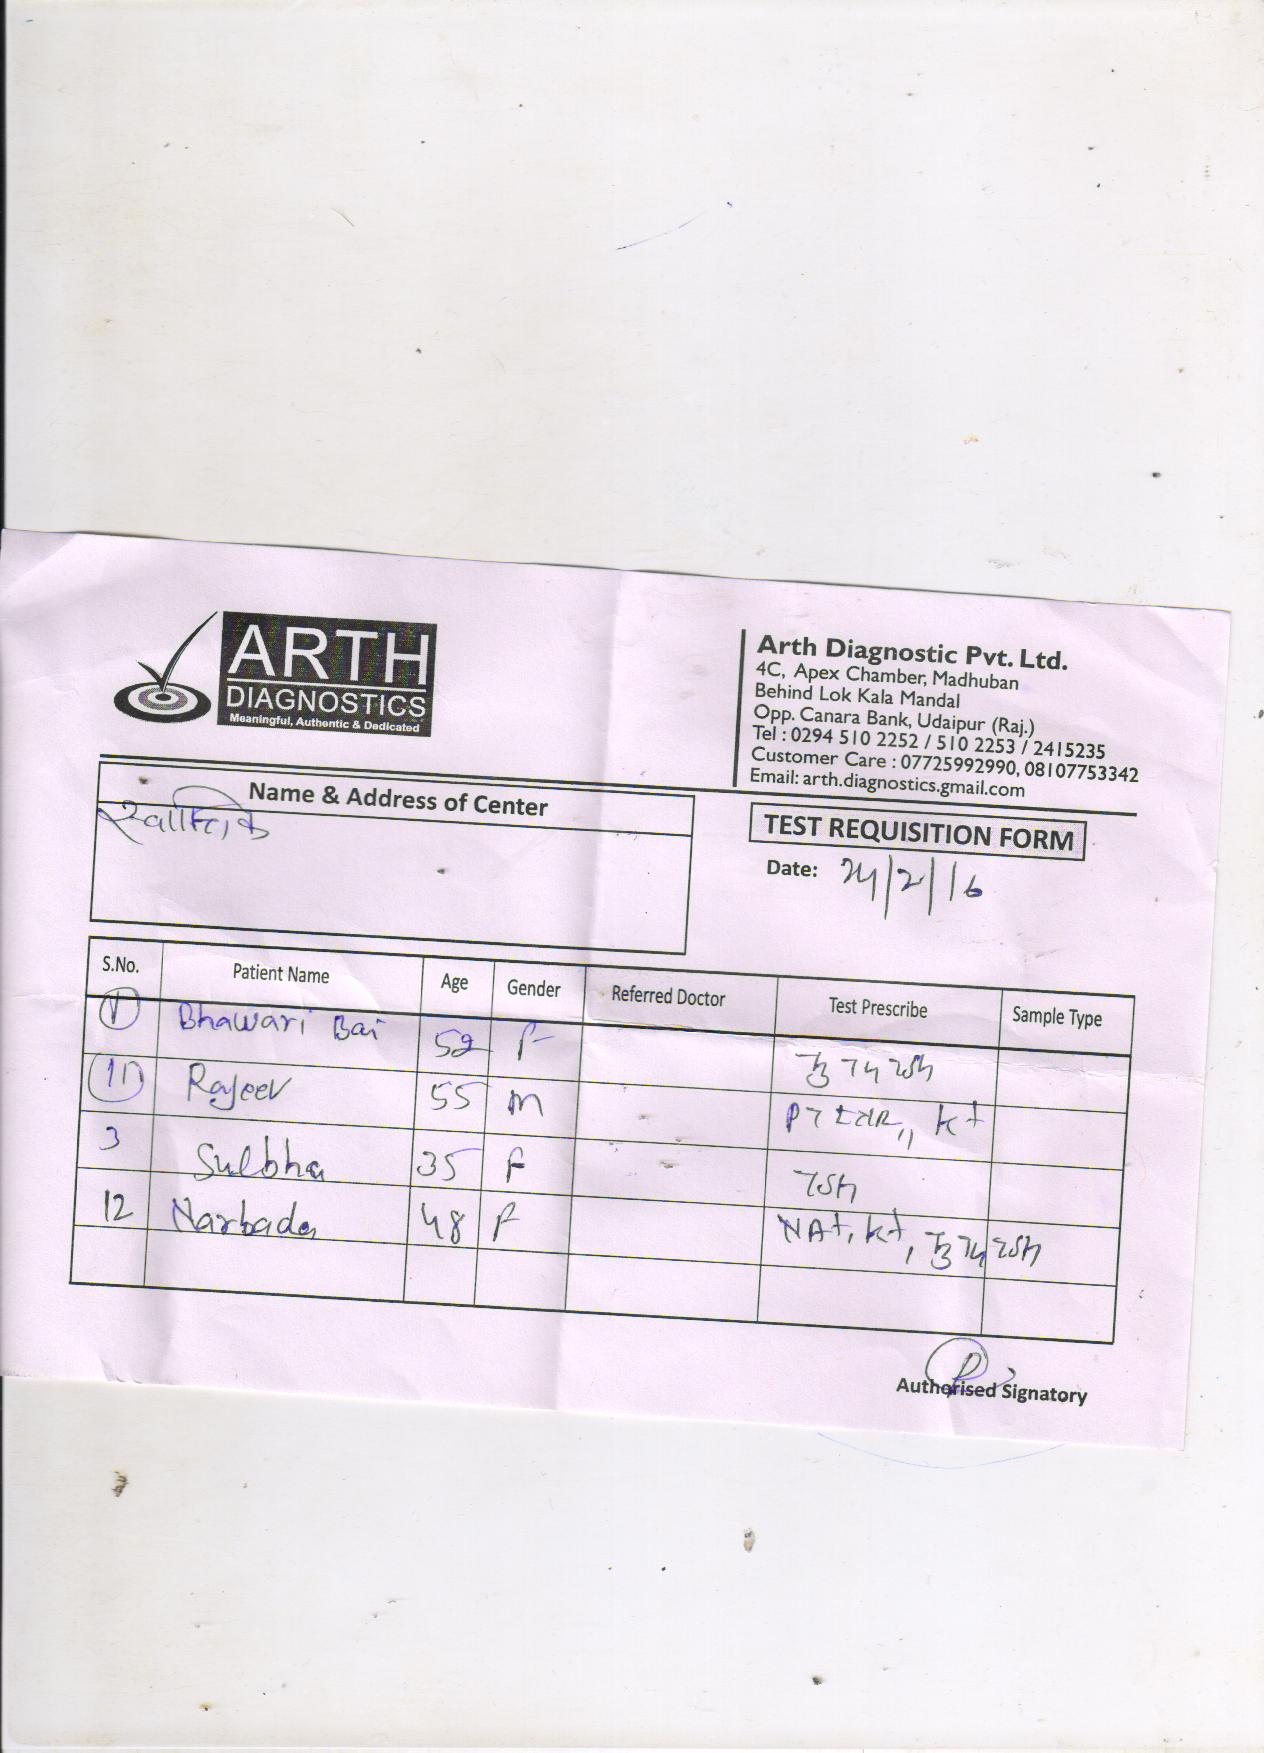 ARTH
DIAGNOSTICS
Meaningful, Authentic & Dedicated
Arth Diagnostic Pvt. Ltd.
4C, Apex Chamber, Madhuban
Behind Lok Kala Mandal
Opp. Canara Bank, Udaipur (Raj.)
Tel : 0294 510 2252 / 510 2253 / 2415235
Customer Care : 07725992990, 08107753342
Email: arth.diagnostics.gmail.com
Name & Address of Center
TEST REQUISITION FORM
Date: 24/2/16
S.No. Patient Name Age Gender Referred Doctor Test Prescribe Sample Type
Bhawari Bai 52 F
Rajeev 55 m
3 Sulbha 35 F TSH
12 Narbada 48 F
Authorised Signatory